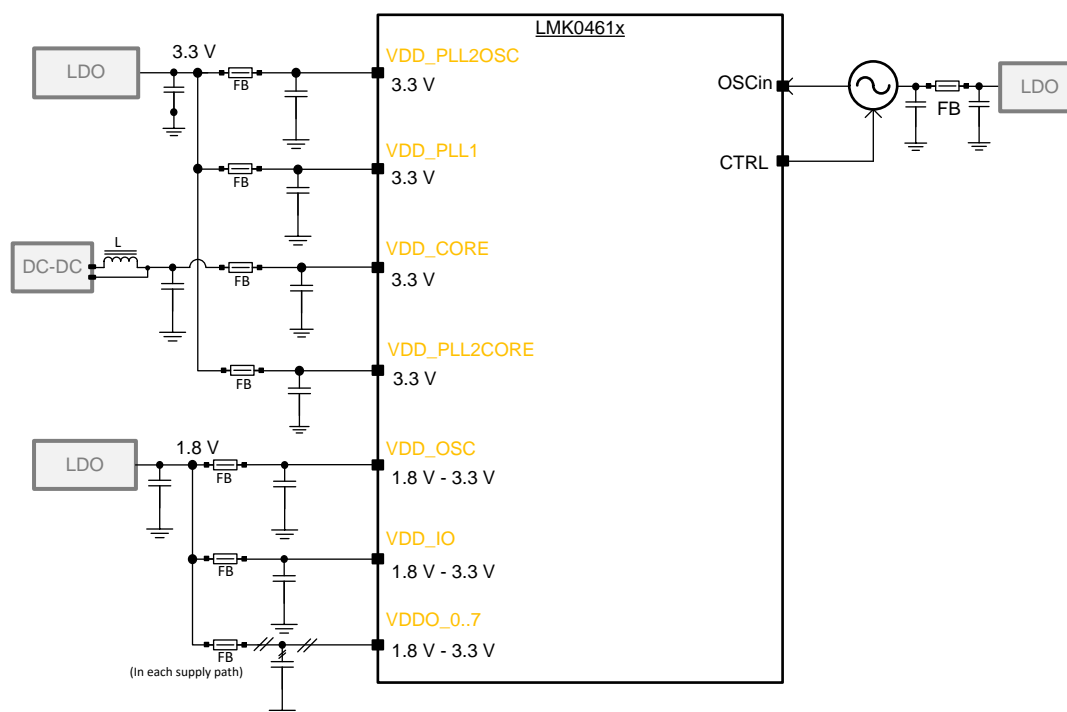 LMK0461x
3.3 V
LDO
FB
VDD_PLL2OSC
3.3 V
OSCin
FB
LDO
FB
VDD_PLL1
3.3 V
CTRL
DC-DC
L
FB
VDD_CORE
3.3 V
FB
VDD_PLL2CORE
3.3 V
1.8 V
LDO
FB
VDD_OSC
1.8 V - 3.3 V
FB
VDD_IO
1.8 V - 3.3 V
FB
(In each supply path)
VDDO_0..7
1.8 V - 3.3 V